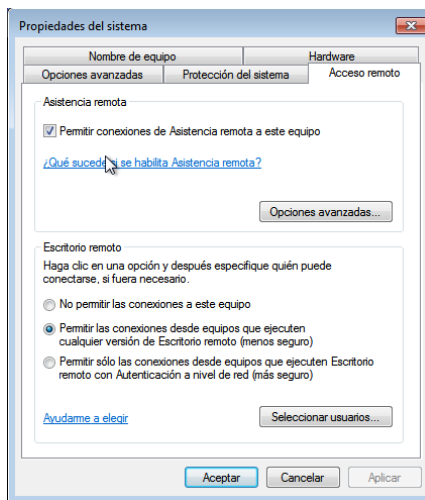 Propiedades del sistema
Nombre de equipo
Hardware
Opciones avanzadas
Protección del sistema
Acceso remoto
Asistencia remota
Permitir conexiones de Asistencia remota a este equipo
¿Qué sucede si se habilita Asistencia remota?
Opciones avanzadas...
Escritorio remoto
Haga clic en una opción y después especifique quién puede
conectarse, si fuera necesario.
No permitir las conexiones a este equipo
Permitir las conexiones desde equipos que ejecuten
cualquier versión de Escritorio remoto (menos seguro)
Permitir sólo las conexiones desde equipos que ejecuten Escritorio
remoto con Autenticación a nivel de red (más seguro)
Ayudarme a elegir
Seleccionar usuarios...
Aceptar
Cancelar
Aplicar